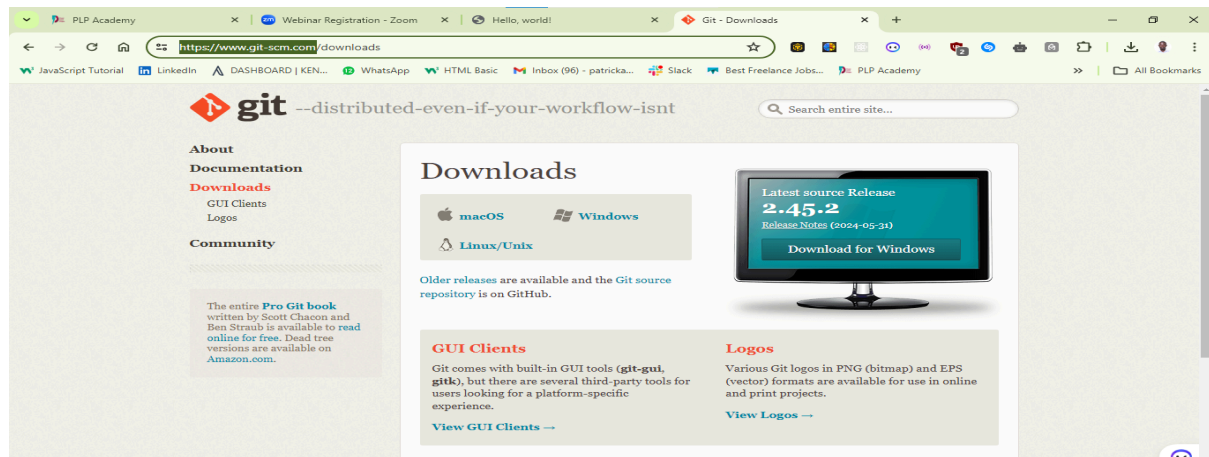 PLP Academy
Webinar Registration - Zoom
Hello, world!
Git - Downloads
https://www.git-scm.com/downloads
JavaScript Tutorial
LinkedIn
DASHBOARD | KEN...
WhatsApp
HTML Basic
Inbox (96) - patricka...
Slack
Best Freelance Jobs...
PLP Academy
All Bookmarks
git --distributed-even-if-your-workflow-isnt
Search entire site...
About
Documentation
Downloads
GUI Clients
Logos
Community
The entire Pro Git book
written by Scott Chacon and
Ben Straub is available to read
online for free. Dead tree
versions are available on
Amazon.com.
Downloads
macOS
Windows
Linux/Unix
Older releases are available and the Git source
repository is on GitHub.
Latest source Release
2.45.2
Release Notes (2024-05-31)
Download for Windows
GUI Clients
Git comes with built-in GUI tools (git-gui,
gitk), but there are several third-party tools for
users looking for a platform-specific
experience.
View GUI Clients →
Logos
Various Git logos in PNG (bitmap) and EPS
(vector) formats are available for use in online
and print projects.
View Logos →